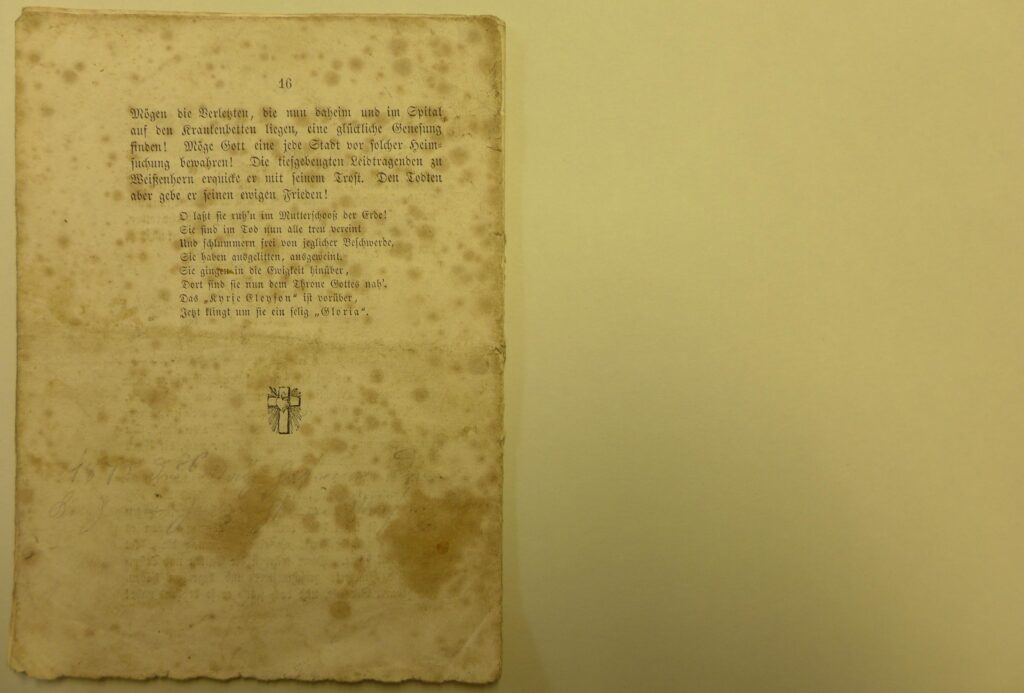 16
Mögen die Verletzten, die nun daheim und im Spital
auf den Krankenbetten liegen, eine glückliche Genesung
finden! Möge Gott eine jede Stadt vor solcher Heim-
suchung bewahren! Die tiefgebeugten Leidtragenden zu
Weißenhorn erquicke er mit seinem Trost. Den Todten
aber gebe er seinen ewigen Frieden!
O laßt sie ruh'n im Mutterschooß der Erde!
Sie sind im Tod nun alle treu vereint
Und schlummern frei von jeglicher Beschwerde,
Sie haben ausgelitten, ausgeweint.
Sie gingen in die Ewigkeit hinüber,
Dort sind sie nun dem Throne Gottes nah'.
Das „Kyrie Eleyson“ ist vorüber,
Jetzt klingt um sie ein selig „Gloria“.